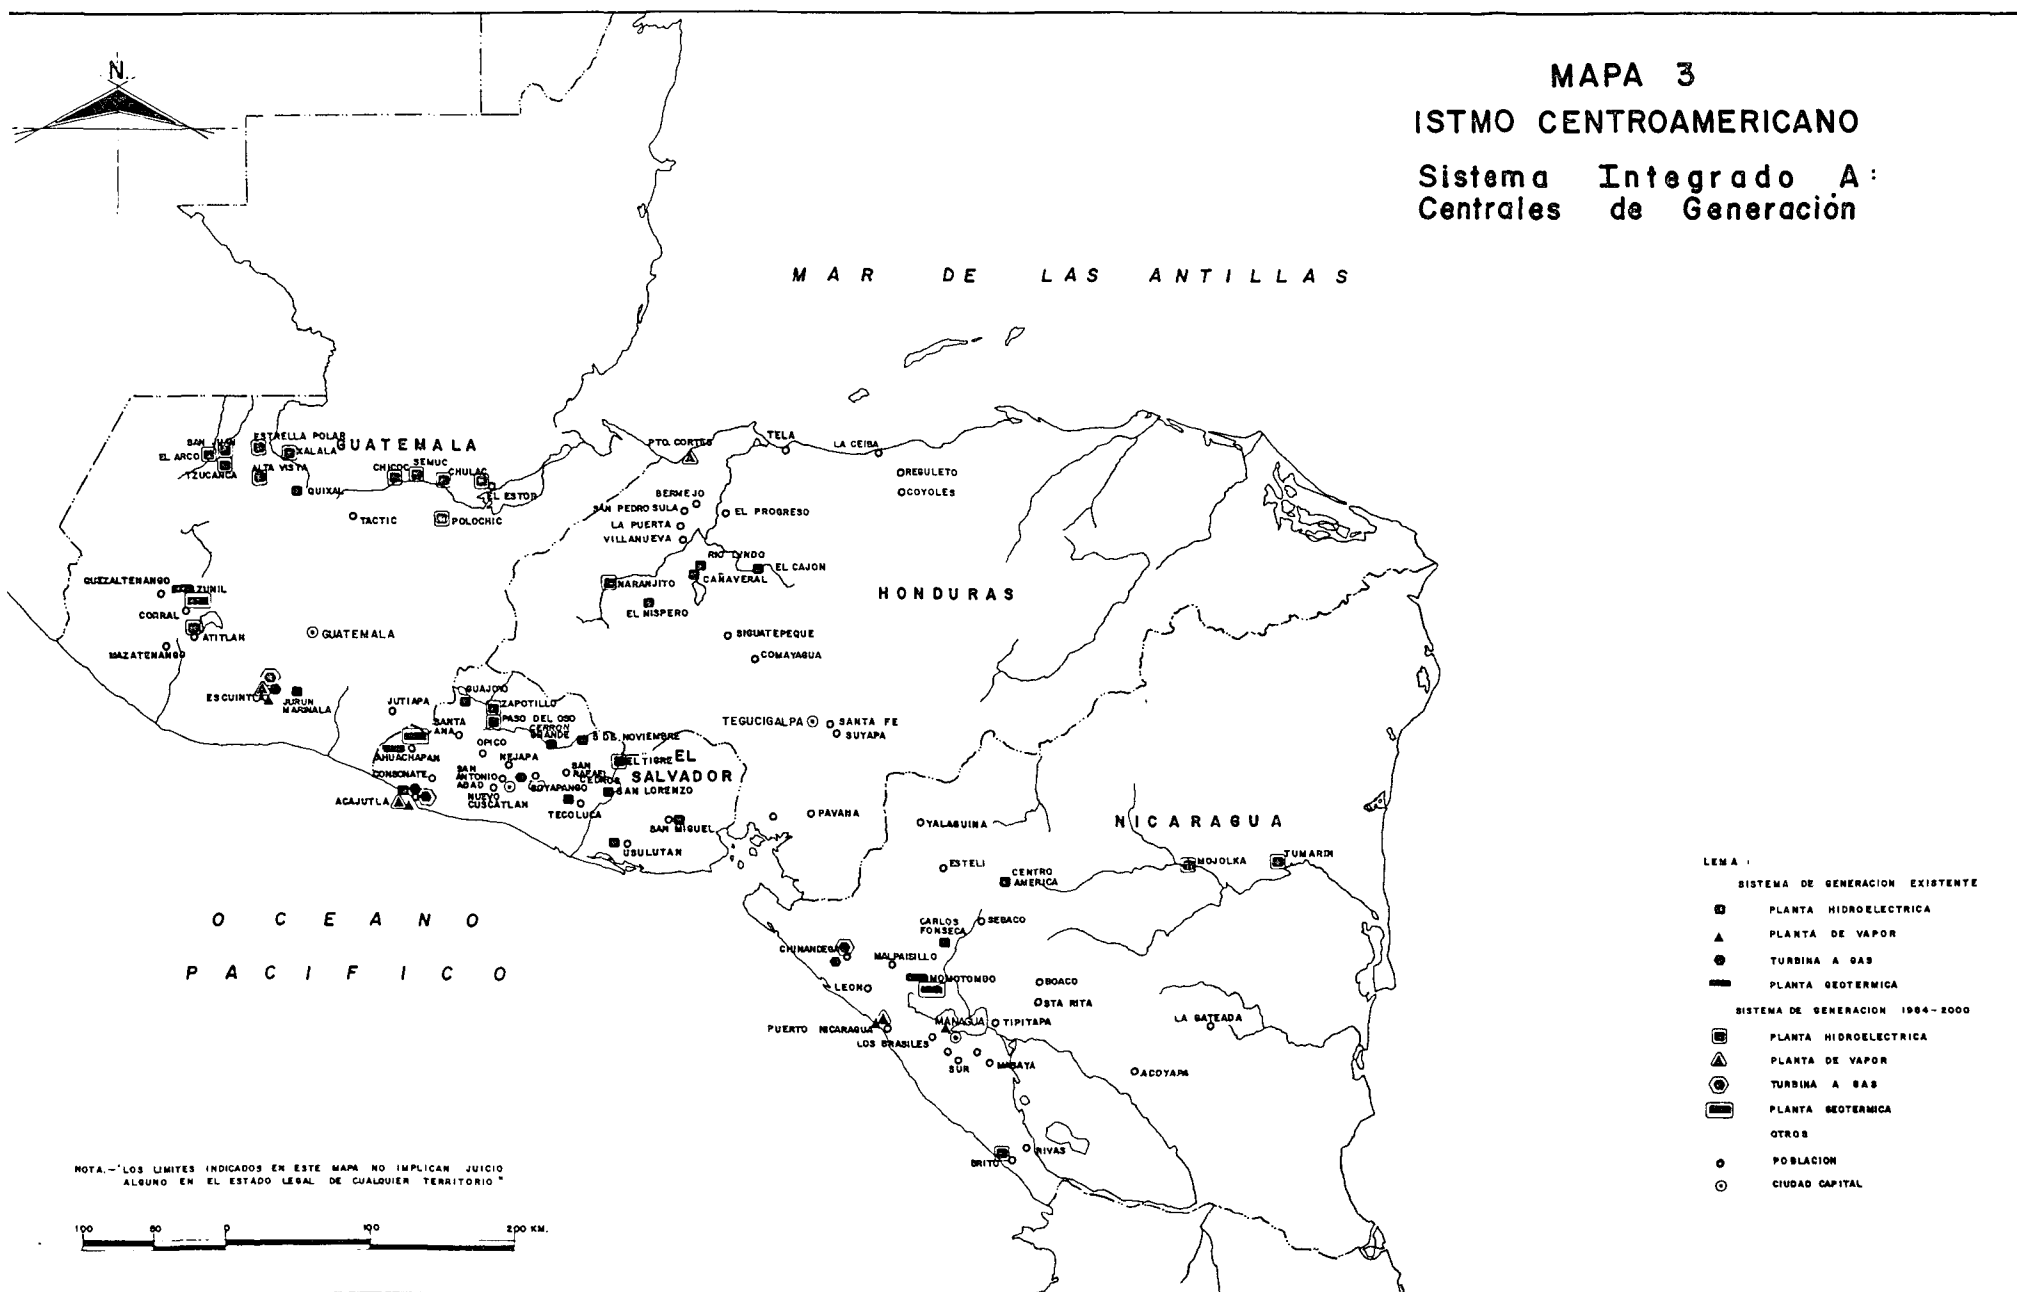 N
MAPA 3
ISTMO CENTROAMERICANO
Sistema Integrado A:
Centrales de Generación
MAR DE LAS ANTILLAS
SAN JUAN
ESTRELLA POLAR
GUATEMALA
EL ARCO
XALALA
TZUCANCA
ALTA VISTA
CHICOC
SEMUC
CHULAC
QUIXAL
EL ESTOR
TACTIC
POLOCHIC
PTO. CORTES
TELA
LA CEIBA
REGULETO
COYOLES
BERMEJO
SAN PEDRO SULA
EL PROGRESO
LA PUERTA
VILLANUEVA
RIO LINDO
EL CAJON
CAÑAVERAL
NARANJITO
EL NISPERO
HONDURAS
QUEZALTENANGO
ZUNIL
CORRAL
ATITLAN
GUATEMALA
MAZATENANGO
SIGUATEPEQUE
COMAYAGUA
ESCUINTLA
JURUN
MARINALA
JUTIAPA
GUAJOYO
ZAPOTILLO
PASO DEL OSO
SANTA
ANA
CERRON
GRANDE
5 DE NOVIEMBRE
TEGUCIGALPA
SANTA FE
SUYAPA
OPICO
AHUACHAPAN
NEJAPA
EL TIGRE
EL
SALVADOR
SAN
RAFAEL
CEDROS
CONSONATE
SAN
ANTONIO
ABAD
SOYAPANGO
SAN LORENZO
NUEVO
CUSCATLAN
ACAJUTLA
TECOLUCA
SAN MIGUEL
USULUTAN
PAVANA
YALAGUINA
NICARAGUA
ESTELI
CENTRO
AMERICA
MOJOLKA
TUMARDI
OCEANO
PACIFICO
CARLOS
FONSECA
SEBACO
CHINANDEGA
MALPAISILLO
MOMOTOMBO
LEON
BOACO
STA RITA
PUERTO NICARAGUA
MANAGUA
TIPITAPA
LA GATEADA
LOS BRASILES
SUR
MASAYA
ACOYAPA
BRITO
RIVAS
LEMA :
SISTEMA DE GENERACION EXISTENTE
PLANTA HIDROELECTRICA
PLANTA DE VAPOR
TURBINA A GAS
PLANTA GEOTERMICA
SISTEMA DE GENERACION 1984-2000
PLANTA HIDROELECTRICA
PLANTA DE VAPOR
TURBINA A GAS
PLANTA GEOTERMICA
OTROS
POBLACION
CIUDAD CAPITAL
NOTA.-"LOS LIMITES INDICADOS EN ESTE MAPA NO IMPLICAN JUICIO
ALGUNO EN EL ESTADO LEGAL DE CUALQUIER TERRITORIO"
100 50 0 100 200 KM.